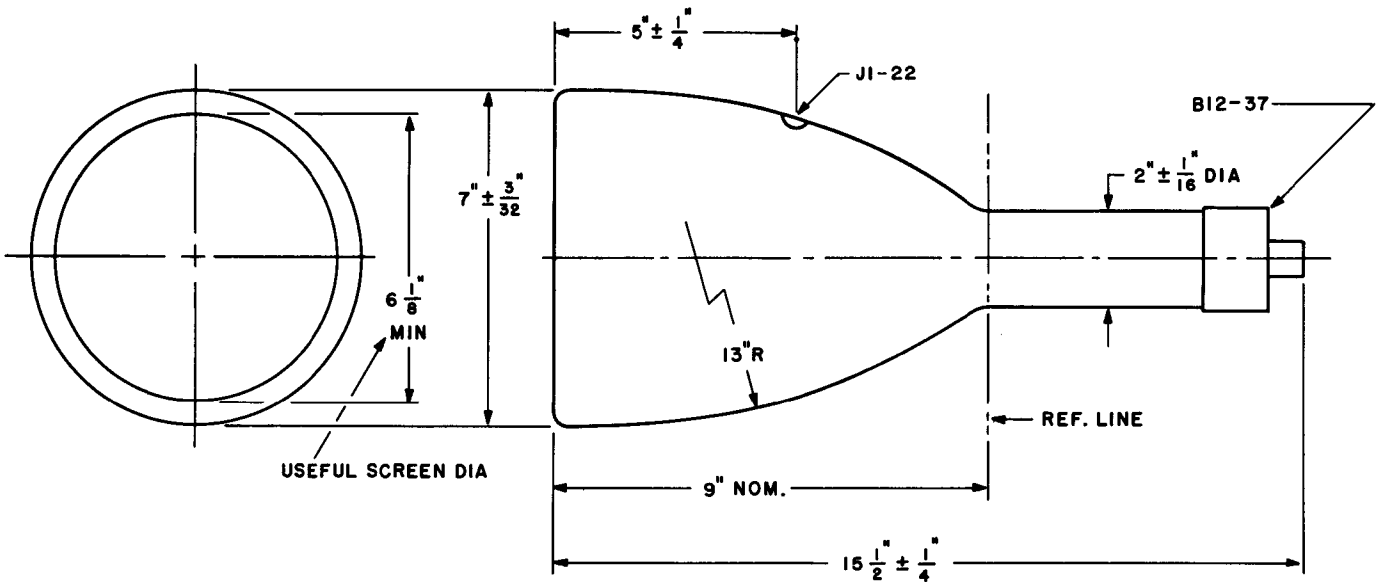 5" ± 1/4"
J1-22
B12-37
7" ± 3/32"
2" ± 1/16" DIA
6 1/8"
MIN
13"R
REF. LINE
USEFUL SCREEN DIA
9" NOM.
15 1/2" ± 1/4"